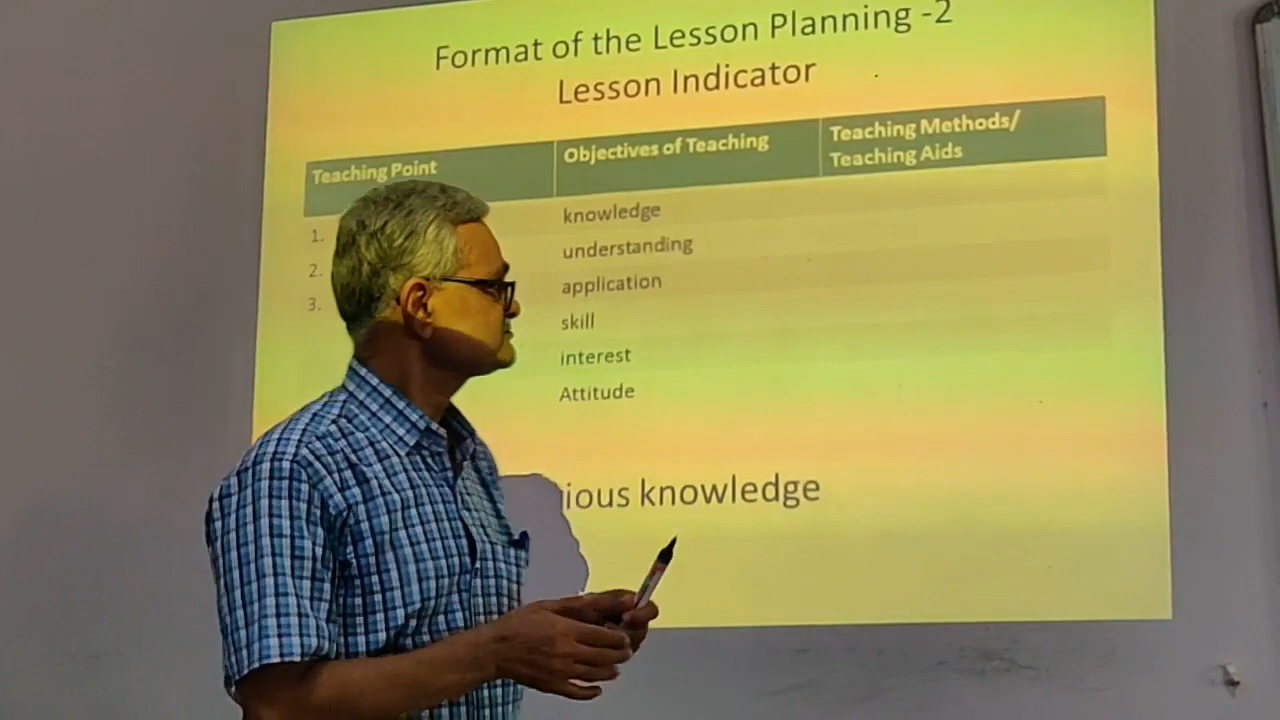 Format of the Lesson Planning -2
Lesson Indicator
Teaching Point
Objectives of Teaching
Teaching Methods/
Teaching Aids
1.
2.
3.
knowledge
understanding
application
skill
interest
Attitude
knowledge